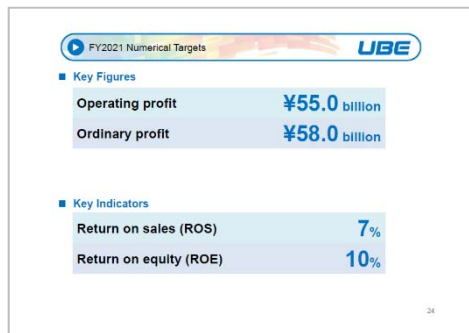 FY2021 Numerical Targets
UBE
Key Figures
Operating profit ¥55.0 billion
Ordinary profit ¥58.0 billion
Key Indicators
Return on sales (ROS) 7%
Return on equity (ROE) 10%
24